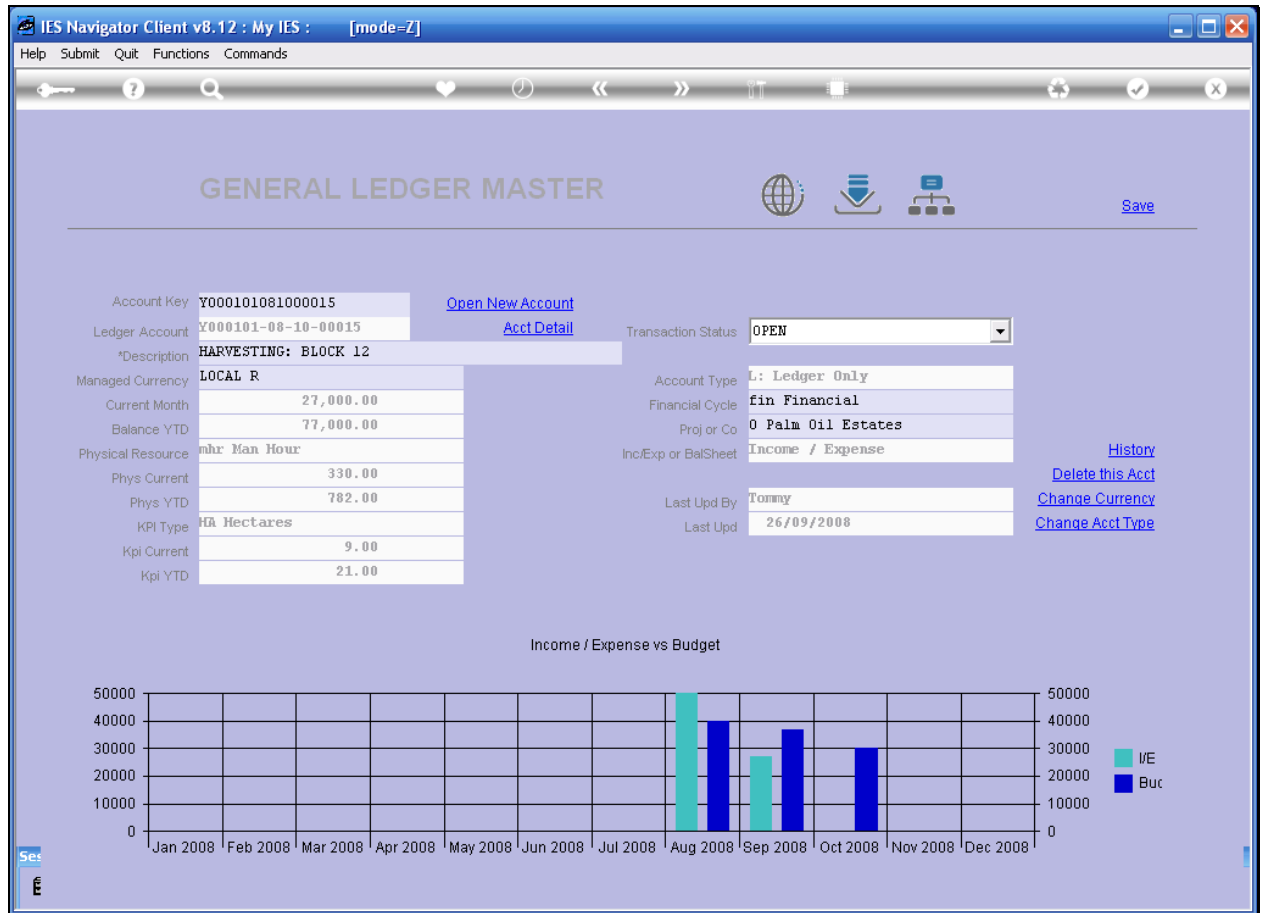 IES Navigator Client v8.12 : My IES : [mode=Z]
Help Submit Quit Functions Commands
GENERAL LEDGER MASTER
Save
Account Key Y000101081000015 Open New Account
Ledger Account Y000101-08-10-00015 Acct Detail Transaction Status OPEN
*Description HARVESTING: BLOCK 12
Managed Currency LOCAL R Account Type L: Ledger Only
Current Month 27,000.00 Financial Cycle fin Financial
Balance YTD 77,000.00 Proj or Co 0 Palm Oil Estates
Physical Resource mhr Man Hour Inc/Exp or BalSheet Income / Expense History
Phys Current 330.00 Delete this Acct
Phys YTD 782.00 Last Upd By Tommy Change Currency
KPI Type HA Hectares Last Upd 26/09/2008 Change Acct Type
Kpi Current 9.00
Kpi YTD 21.00
Income / Expense vs Budget
50000 50000
40000 40000
30000 30000
I/E
20000 20000
Buc
10000 10000
0 0
Jan 2008 Feb 2008 Mar 2008 Apr 2008 May 2008 Jun 2008 Jul 2008 Aug 2008 Sep 2008 Oct 2008 Nov 2008 Dec 2008
Ses